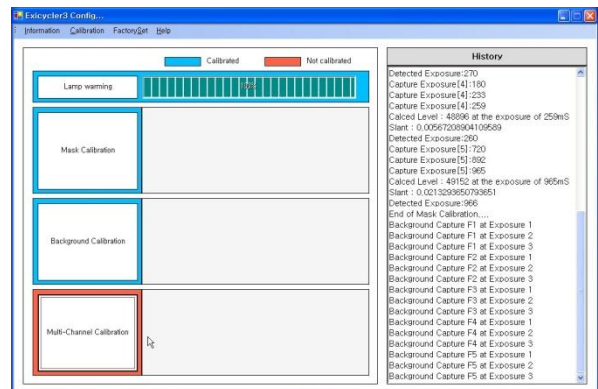 Exicycler3 Config...
Information Calibration FactorySet Help
Calibrated
Not calibrated
Lamp warning
Mask Calibration
Background Calibration
Multi-Channel Calibration
History
Detected Exposure:270
Capture Exposure[4]:180
Capture Exposure[4]:233
Capture Exposure[4]:259
Calced Level : 48896 at the exposure of 259mS
Slant : 0,00567208904109589
Detected Exposure:260
Capture Exposure[5]:720
Capture Exposure[5]:892
Capture Exposure[5]:965
Calced Level : 49152 at the exposure of 965mS
Slant : 0,0213293650793651
Detected Exposure:966
End of Mask Calibration,...
Background Capture F1 at Exposure 1
Background Capture F1 at Exposure 2
Background Capture F1 at Exposure 3
Background Capture F2 at Exposure 1
Background Capture F2 at Exposure 2
Background Capture F2 at Exposure 3
Background Capture F3 at Exposure 1
Background Capture F3 at Exposure 2
Background Capture F3 at Exposure 3
Background Capture F4 at Exposure 1
Background Capture F4 at Exposure 2
Background Capture F4 at Exposure 3
Background Capture F5 at Exposure 1
Background Capture F5 at Exposure 2
Background Capture F5 at Exposure 3